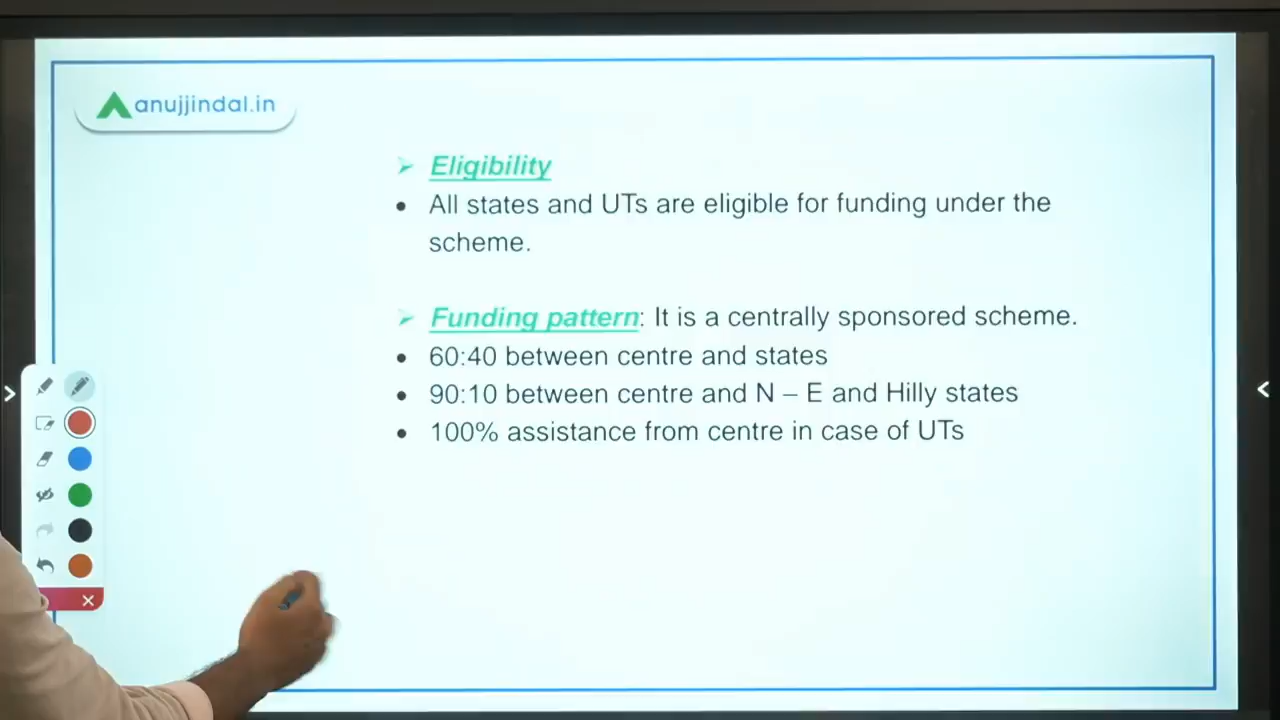 anujjindal.in
➢ Eligibility
• All states and UTs are eligible for funding under the
scheme.
➢ Funding pattern: It is a centrally sponsored scheme.
• 60:40 between centre and states
• 90:10 between centre and N – E and Hilly states
• 100% assistance from centre in case of UTs